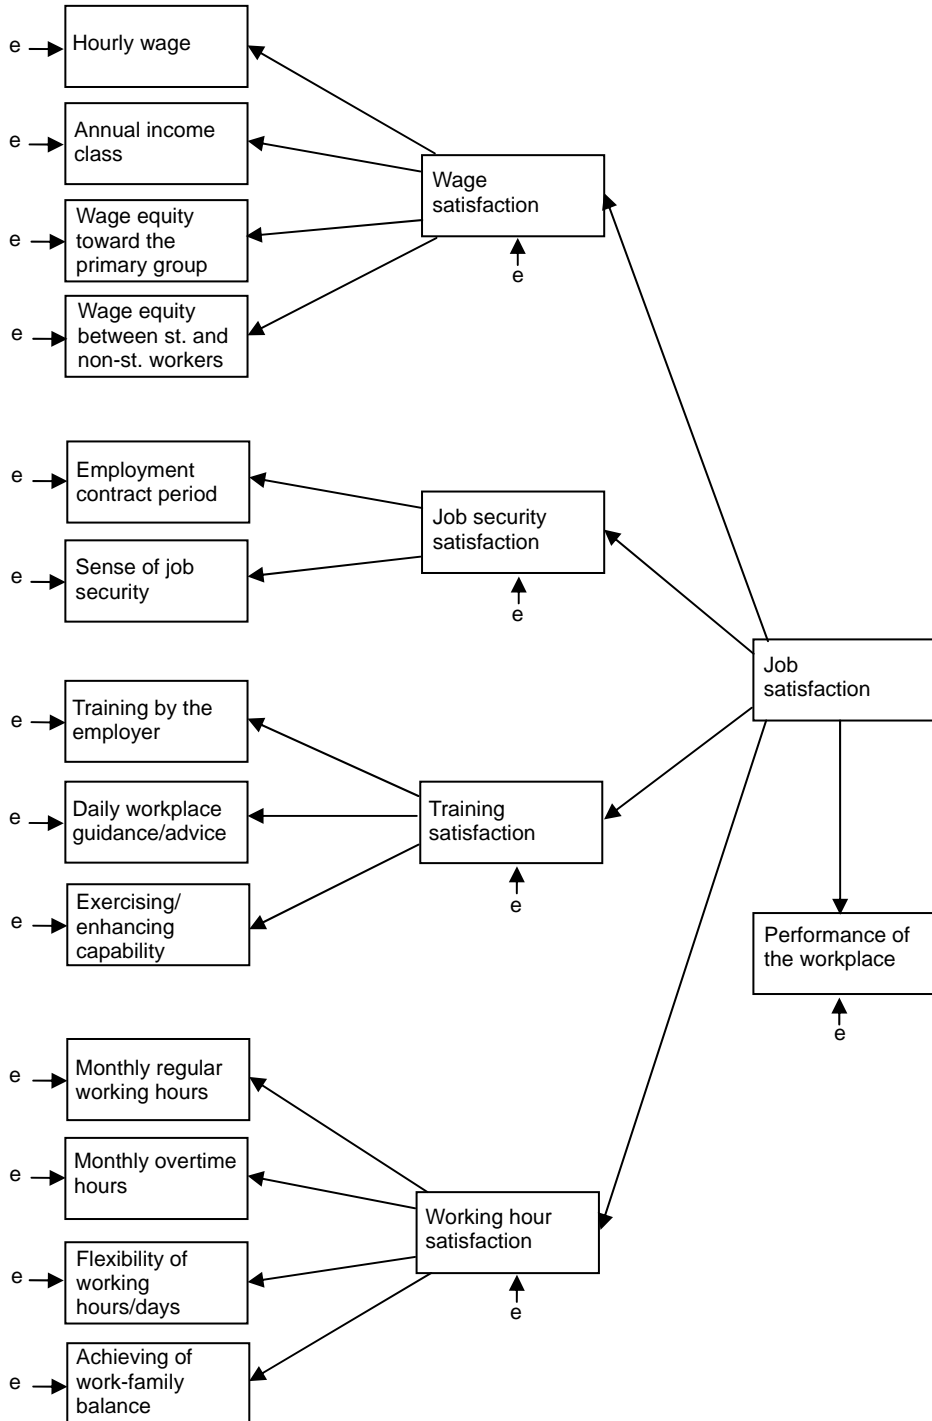 e
Hourly wage
e
Annual income
class
e
Wage equity
toward the
primary group
e
Wage equity
between st. and
non-st. workers
Wage
satisfaction
e
e
Employment
contract period
e
Sense of job
security
Job security
satisfaction
e
e
Training by the
employer
e
Daily workplace
guidance/advice
e
Exercising/
enhancing
capability
Training
satisfaction
e
Job
satisfaction
Performance of
the workplace
e
e
Monthly regular
working hours
e
Monthly overtime
hours
e
Flexibility of
working
hours/days
e
Achieving of
work-family
balance
Working hour
satisfaction
e